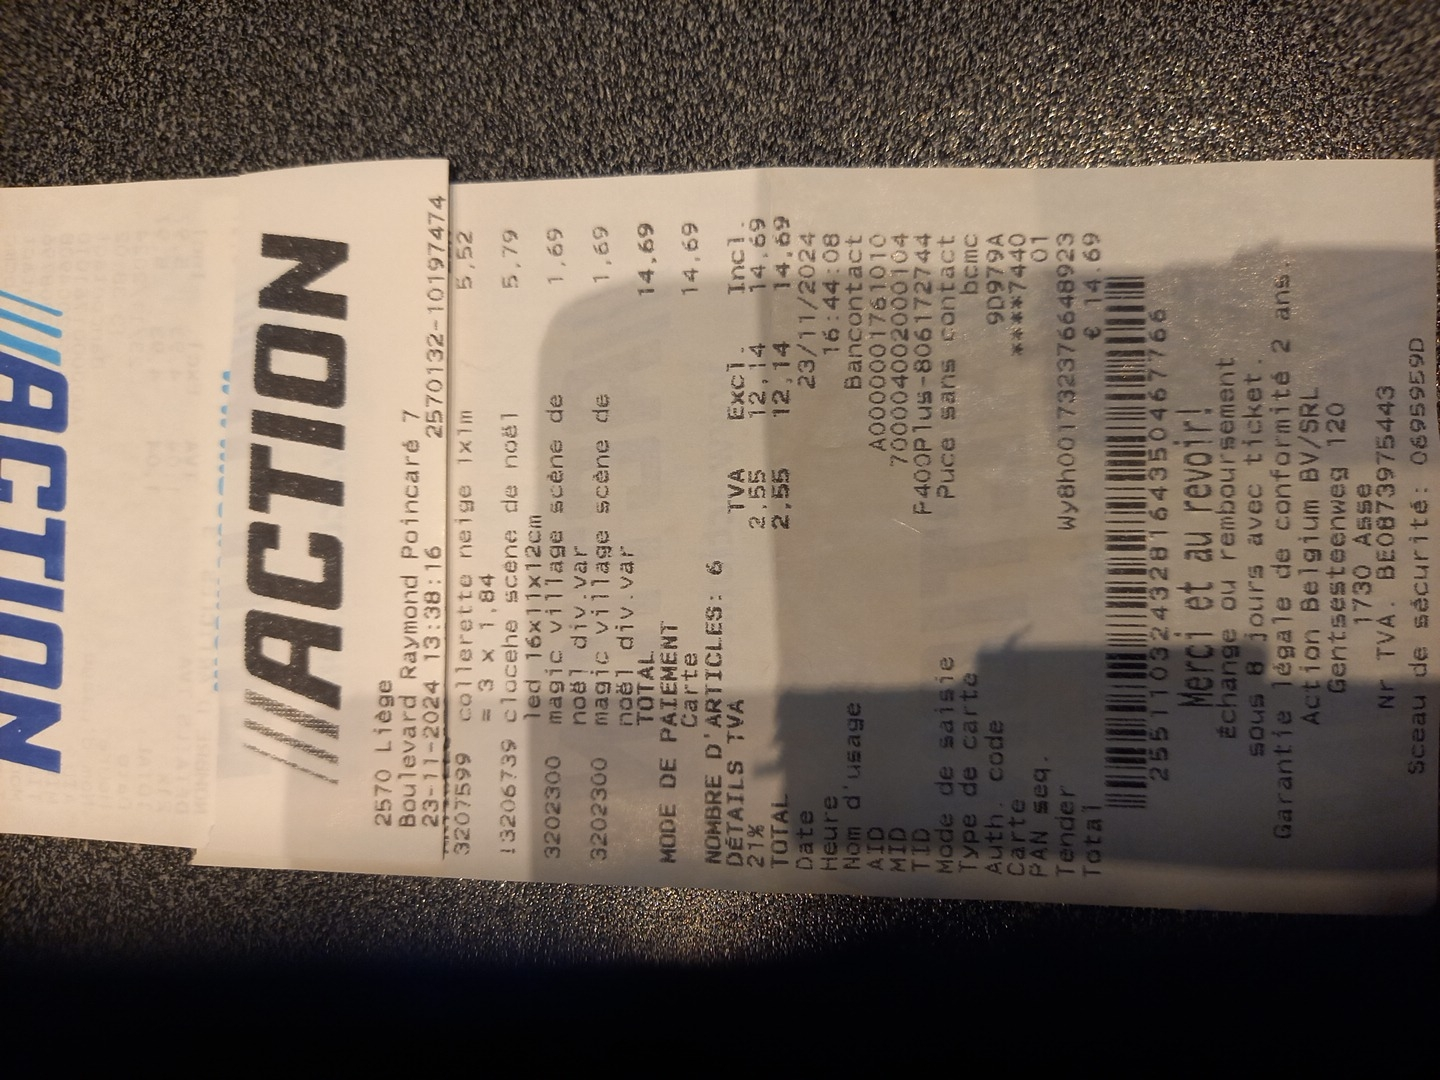 ///ACTION
///ACTION
2570 Liège
Boulevard Raymond Poincaré 7
23-11-2024 13:38:16 2570132-10197474
3207599 collerette neige 1x1m 5,52
= 3 x 1,84
!3206739 clocehe scène de noël 5,79
led 16x11x12cm
3202300 magic village scène de 1,69
noël div.var
3202300 magic village scène de 1,69
noël div.var
TOTAL 14,69
MODE DE PAIEMENT
Carte 14,69
NOMBRE D'ARTICLES: 6
DÉTAILS TVA TVA Excl. Incl.
21% 2,55 12,14 14,69
TOTAL 2,55 12,14 14,69
Date 23/11/2024
Heure 16:44:08
Nom d'usage Bancontact
AID A0000001761010
MID 700004002000104
TID F400Plus-806172744
Mode de saisie Puce sans contact
Type de carte bcmc
Auth. code 9D979A
Carte ****7440
PAN seq. 01
Tender Wy8h001732376648923
Total € 14.69
25511032432816435046 7766
Merci et au revoir!
Échange ou remboursement
sous 8 jours avec ticket.
Garantie légale de conformité 2 ans.
Action Belgium BV/SRL
Gentsesteenweg 120
1730 Asse
Nr TVA. BE0873975443
Sceau de sécurité: 0695959D